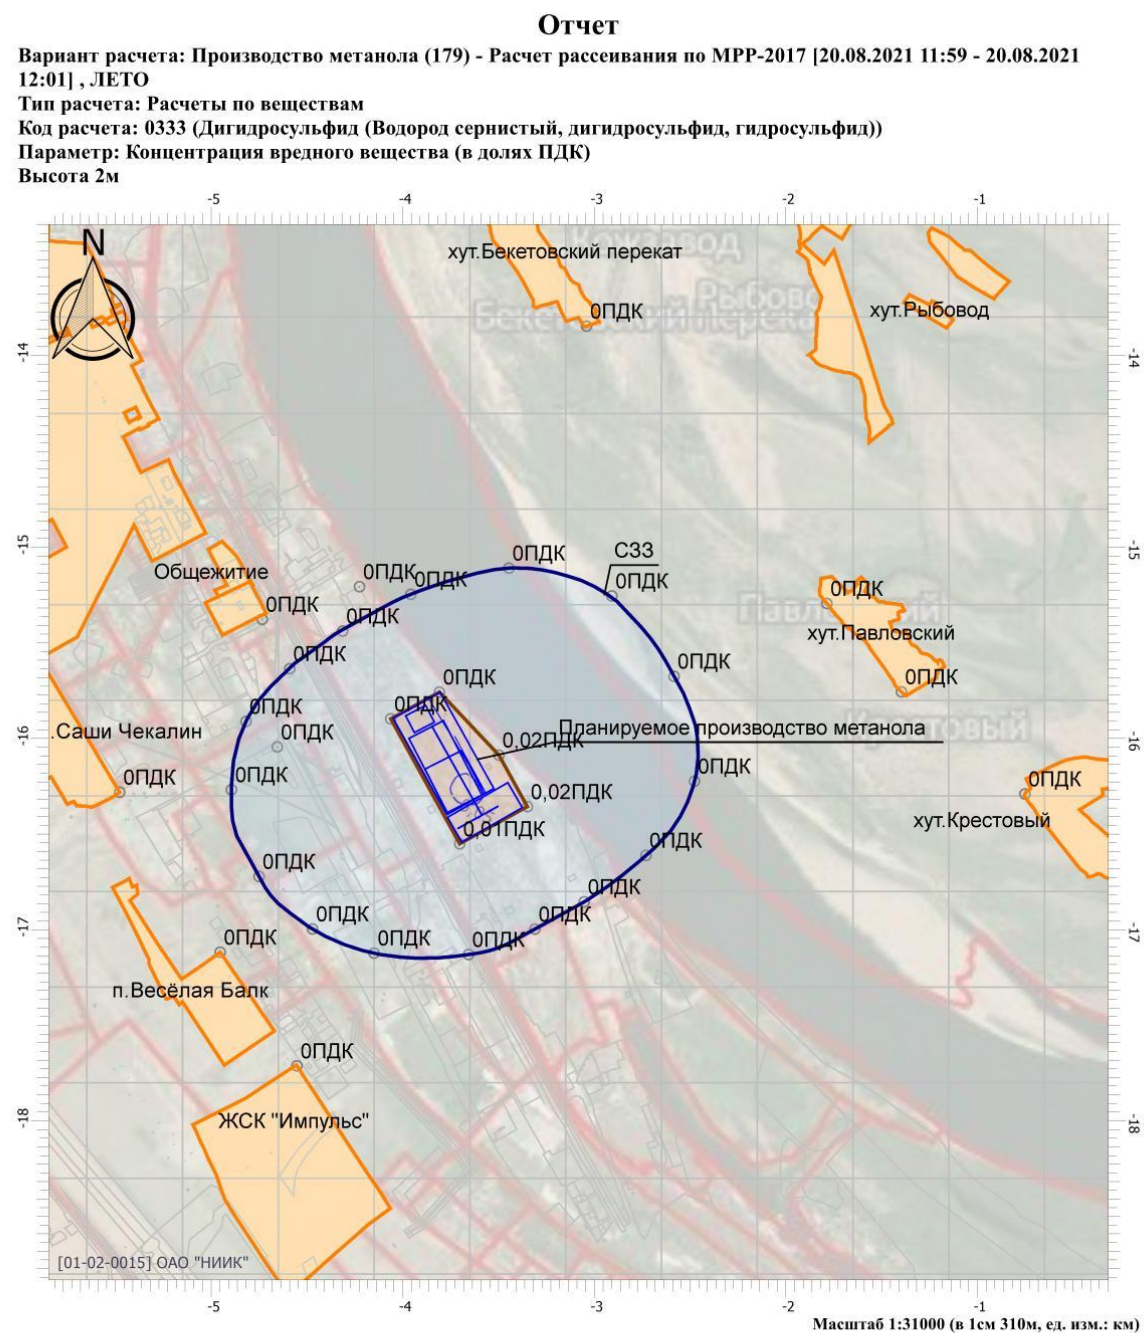 Отчет
Вариант расчета: Производство метанола (179) - Расчет рассеивания по МРР-2017 [20.08.2021 11:59 - 20.08.2021
12:01] , ЛЕТО
Тип расчета: Расчеты по веществам
Код расчета: 0333 (Дигидросульфид (Водород сернистый, дигидросульфид, гидросульфид))
Параметр: Концентрация вредного вещества (в долях ПДК)
Высота 2м
-5 -4 -3 -2 -1
N
хут.Бекетовский перекат
Кожзавод
0ПДК
хут.Рыбовод
-14 -14
-15 -15
0ПДК
СЗЗ
Общежитие
0ПДК 0ПДК 0ПДК
0ПДК
0ПДК
0ПДК
хут.Павловский
0ПДК
0ПДК
0ПДК
0ПДК
0ПДК
0ПДК
0ПДК
Планируемое производство метанола
.Саши Чекалин
0ПДК
0,02ПДК
-16 -16
0ПДК
0ПДК
0ПДК
0ПДК
0,02ПДК
хут.Крестовый
0,01ПДК
0ПДК
0ПДК
0ПДК
0ПДК
0ПДК
0ПДК
0ПДК
0ПДК
-17 -17
п.Весёлая Балк
0ПДК
ЖСК "Импульс"
-18 -18
[01-02-0015] ОАО "НИИК"
-5 -4 -3 -2 -1
Масштаб 1:31000 (в 1см 310м, ед. изм.: км)